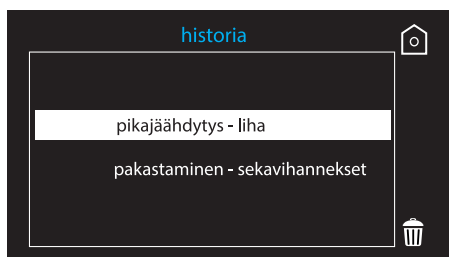 historia
pikajäähdytys - liha
pakastaminen - sekavihannekset